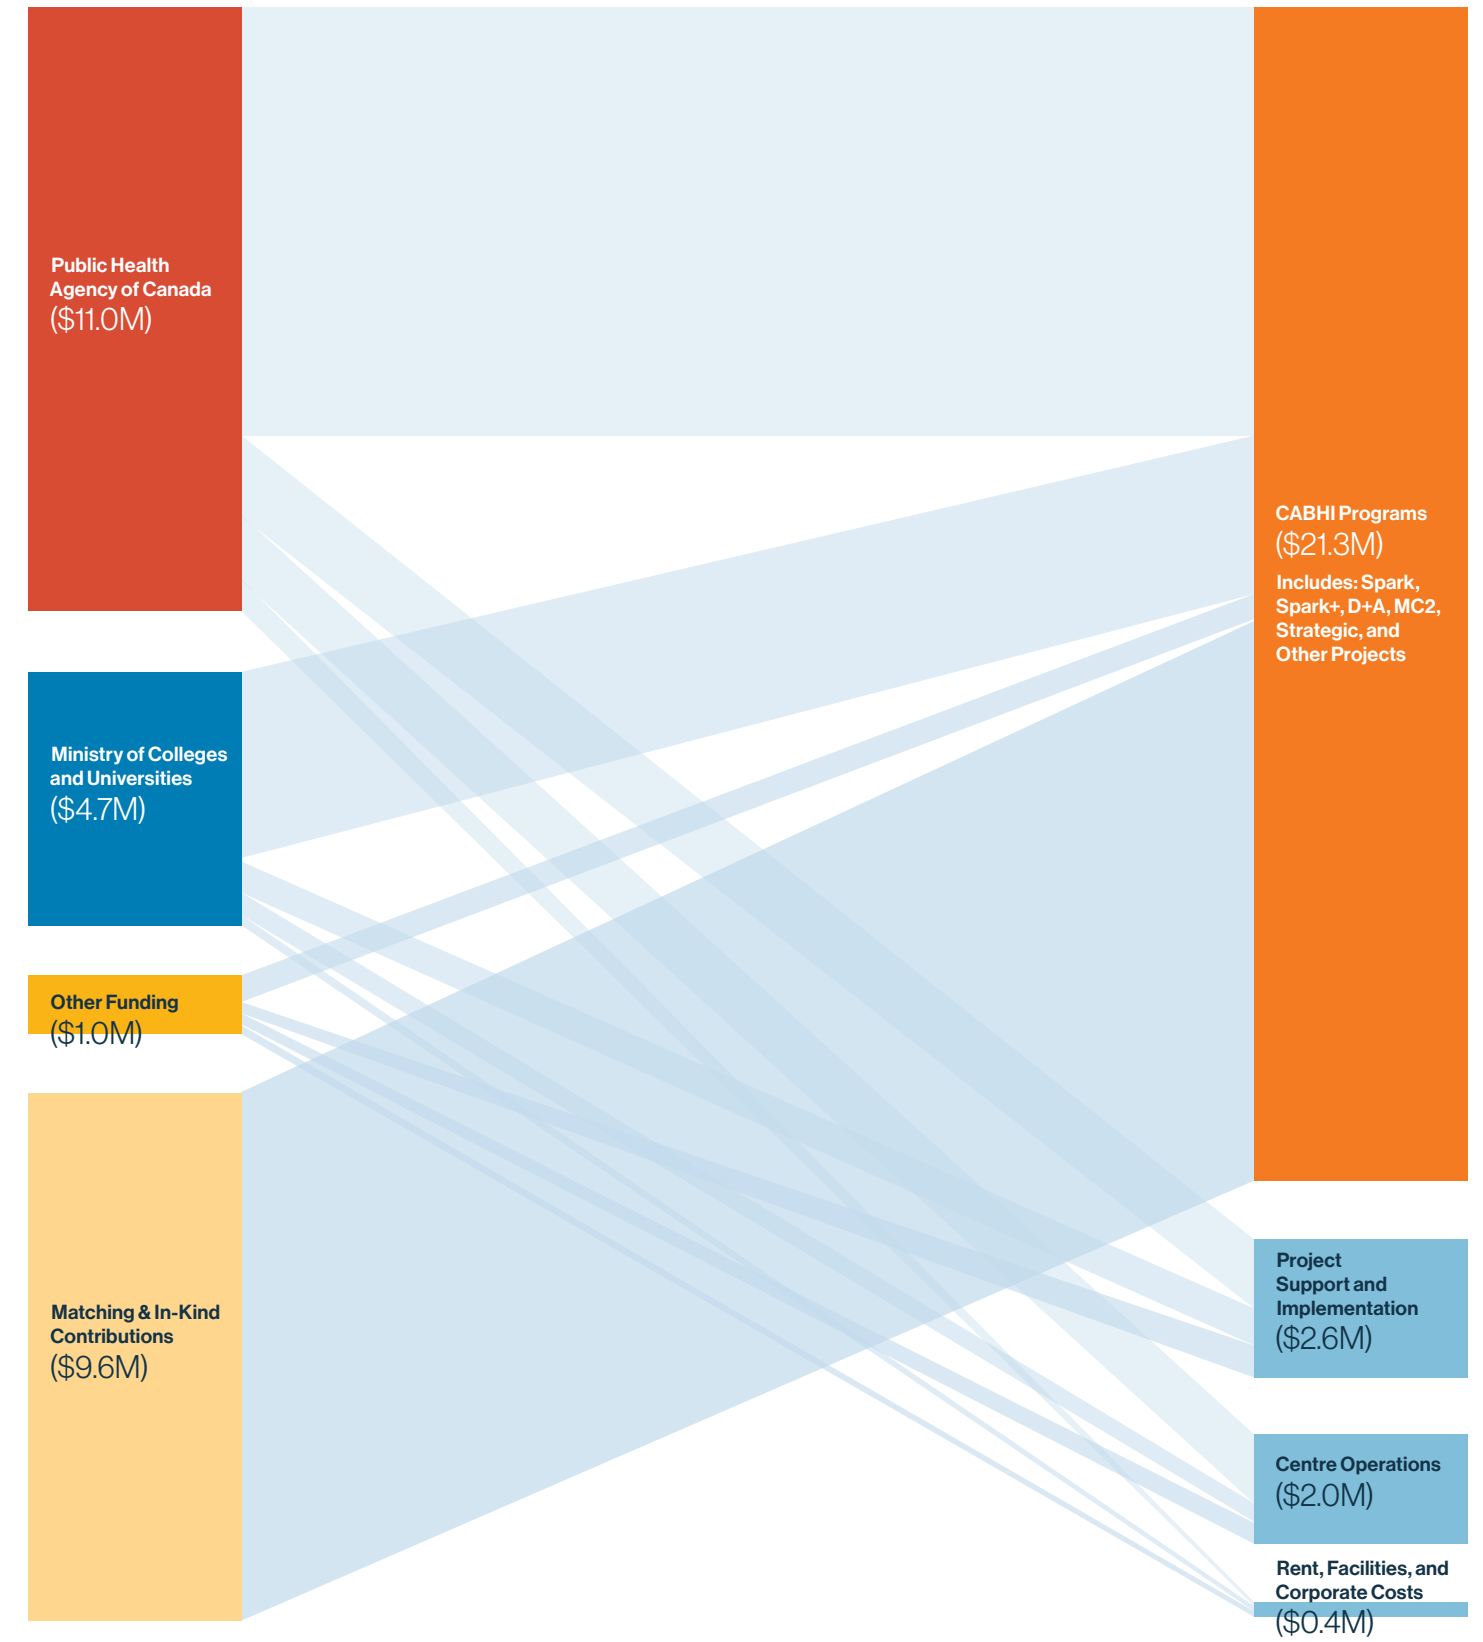 Public Health
Agency of Canada
($11.0M)
Ministry of Colleges
and Universities
($4.7M)
Other Funding
($1.0M)
Matching & In-Kind
Contributions
($9.6M)
CABHI Programs
($21.3M)
Includes: Spark,
Spark+, D+A, MC2,
Strategic, and
Other Projects
Project
Support and
Implementation
($2.6M)
Centre Operations
($2.0M)
Rent, Facilities, and
Corporate Costs
($0.4M)